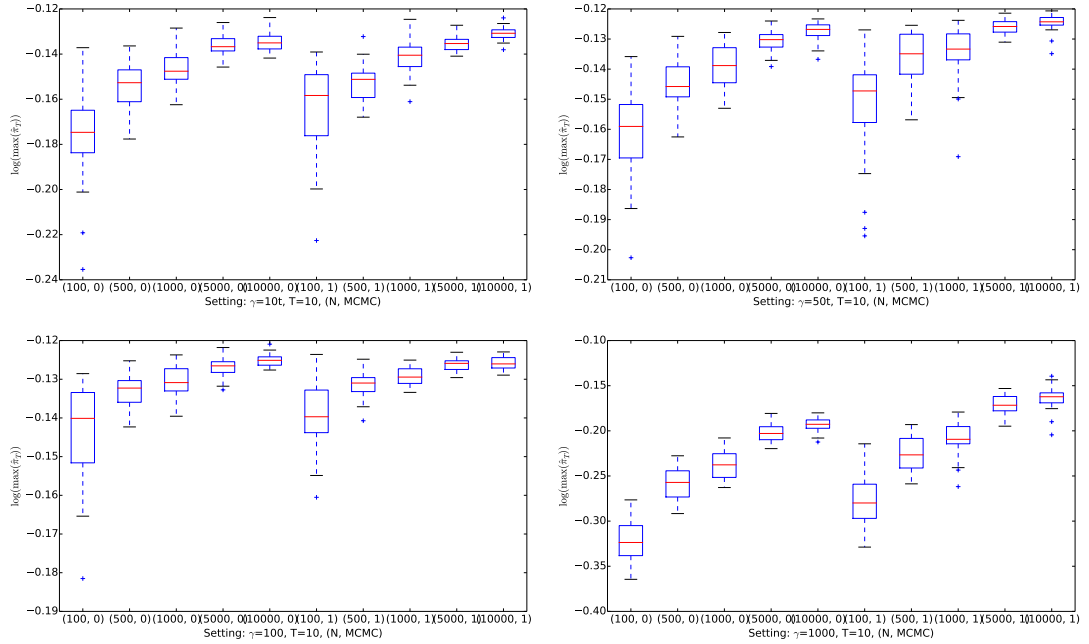 −0.12
−0.14
−0.16
−0.18
−0.20
−0.22
−0.24
log(max(π̂_T))
(100, 0) (500, 0) (1000, 0) (5000, 0) (10000, 0) (100, 1) (500, 1) (1000, 1) (5000, 1) (10000, 1)
Setting: γ=10t, T=10, (N, MCMC)
−0.12
−0.13
−0.14
−0.15
−0.16
−0.17
−0.18
−0.19
−0.20
−0.21
log(max(π̂_T))
(100, 0) (500, 0) (1000, 0) (5000, 0) (10000, 0) (100, 1) (500, 1) (1000, 1) (5000, 1) (10000, 1)
Setting: γ=50t, T=10, (N, MCMC)
−0.12
−0.13
−0.14
−0.15
−0.16
−0.17
−0.18
−0.19
log(max(π̂_T))
(100, 0) (500, 0) (1000, 0) (5000, 0) (10000, 0) (100, 1) (500, 1) (1000, 1) (5000, 1) (10000, 1)
Setting: γ=100, T=10, (N, MCMC)
−0.10
−0.15
−0.20
−0.25
−0.30
−0.35
−0.40
log(max(π̂_T))
(100, 0) (500, 0) (1000, 0) (5000, 0) (10000, 0) (100, 1) (500, 1) (1000, 1) (5000, 1) (10000, 1)
Setting: γ=1000, T=10, (N, MCMC)